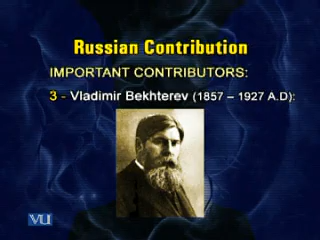 Russian Contribution
IMPORTANT CONTRIBUTORS:
3 - Vladimir Bekhterev (1857 – 1927 A.D):
VU